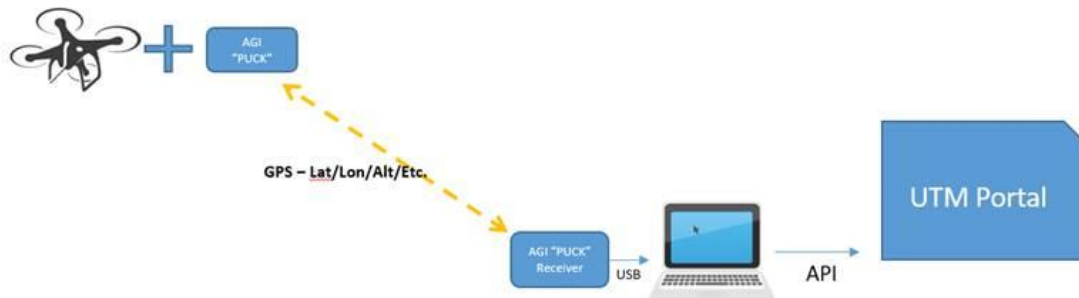 AGI
"PUCK"
GPS – Lat/Lon/Alt/Etc.
AGI "PUCK"
Receiver
USB
API
UTM Portal